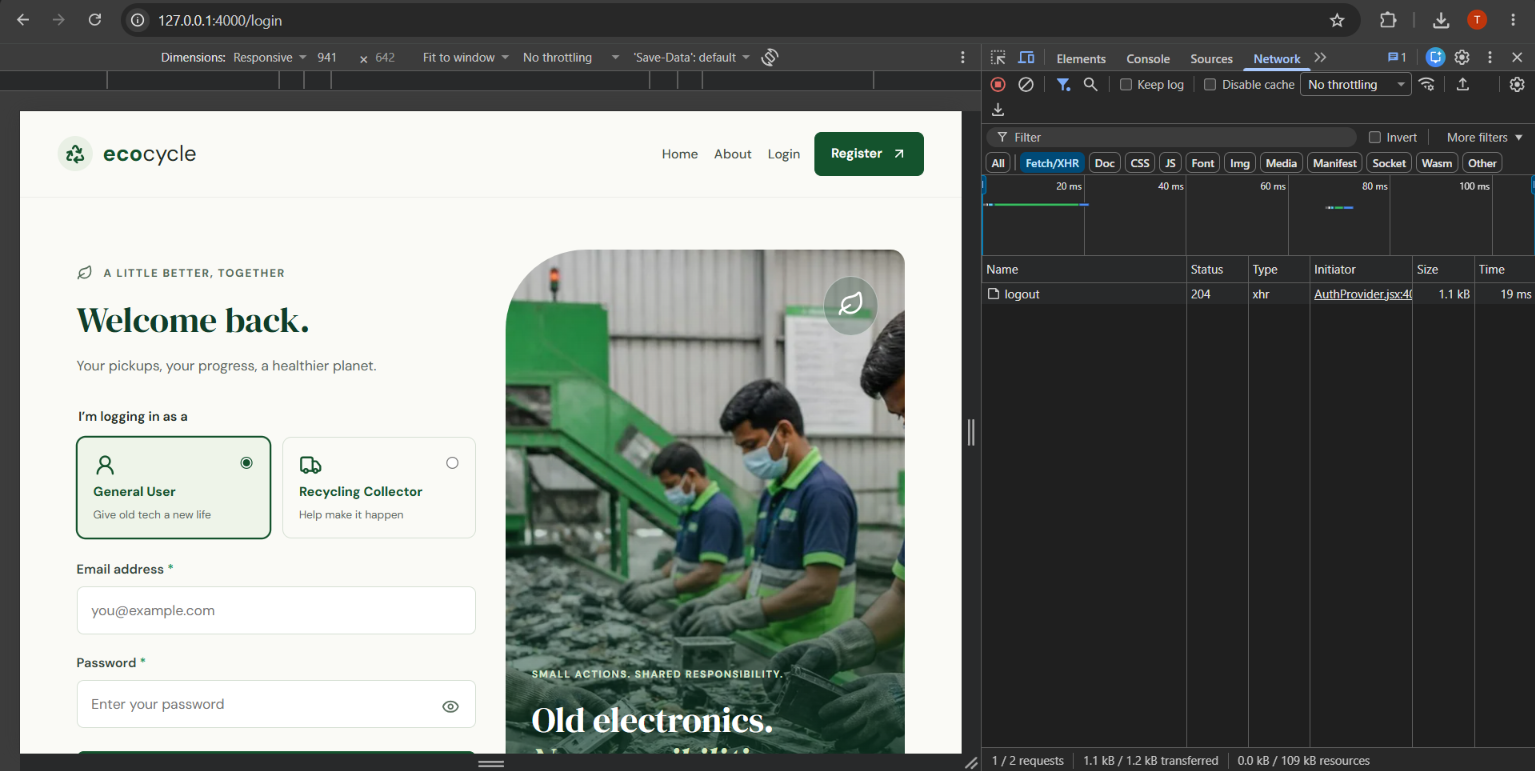 127.0.0.1:4000/login
T
Dimensions: Responsive 941 × 642 Fit to window No throttling 'Save-Data': default
ecocycle
Home About Login Register
A LITTLE BETTER, TOGETHER
Welcome back.
Your pickups, your progress, a healthier planet.
I'm logging in as a
General User
Give old tech a new life
Recycling Collector
Help make it happen
Email address *
you@example.com
Password *
Enter your password
SMALL ACTIONS. SHARED RESPONSIBILITY.
Old electronics.
Elements Console Sources Network 1
Keep log Disable cache No throttling
Filter Invert More filters
All Fetch/XHR Doc CSS JS Font Img Media Manifest Socket Wasm Other
20 ms 40 ms 60 ms 80 ms 100 ms
Name Status Type Initiator Size Time
logout 204 xhr AuthProvider.jsx:40 1.1 kB 19 ms
1 / 2 requests 1.1 kB / 1.2 kB transferred 0.0 kB / 109 kB resources